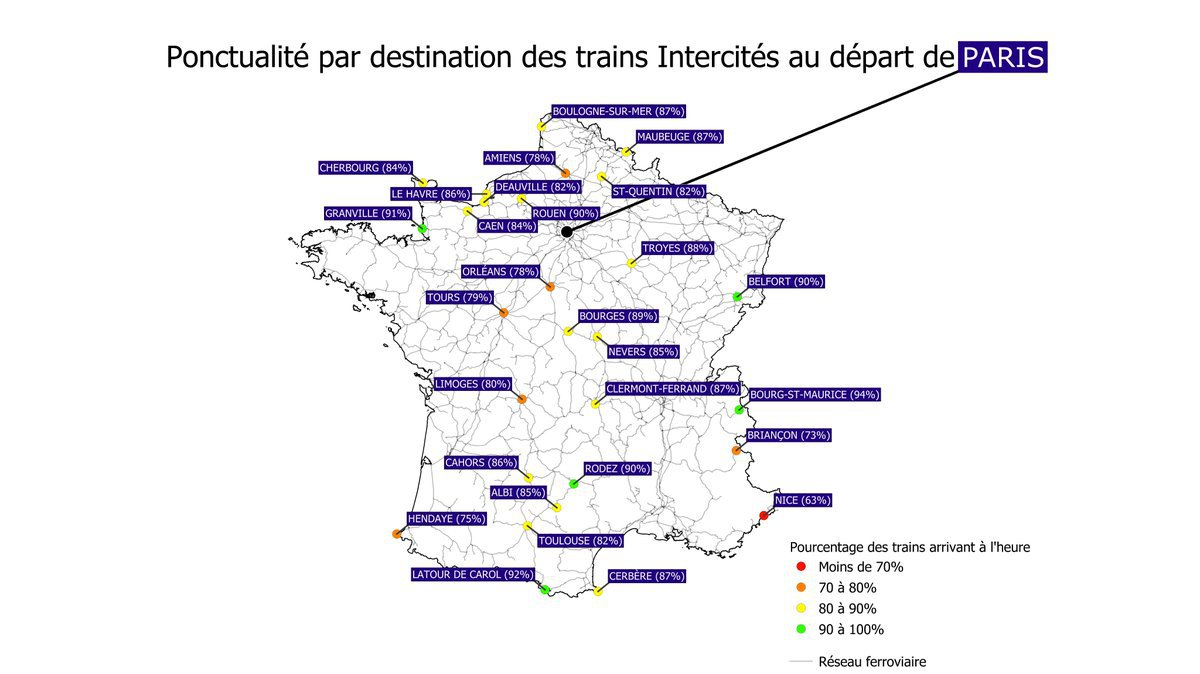 Ponctualité par destination des trains Intercités au départ de PARIS
BOULOGNE-SUR-MER (87%)
MAUBEUGE (87%)
AMIENS (78%)
CHERBOURG (84%)
DEAUVILLE (82%)
LE HAVRE (86%)
ST-QUENTIN (82%)
GRANVILLE (91%)
ROUEN (90%)
CAEN (84%)
TROYES (88%)
ORLÉANS (78%)
BELFORT (90%)
TOURS (79%)
BOURGES (89%)
NEVERS (85%)
LIMOGES (80%)
CLERMONT-FERRAND (87%)
BOURG-ST-MAURICE (94%)
BRIANÇON (73%)
CAHORS (86%)
RODEZ (90%)
ALBI (85%)
NICE (63%)
HENDAYE (75%)
TOULOUSE (82%)
LATOUR DE CAROL (92%)
CERBÈRE (87%)
Pourcentage des trains arrivant à l'heure
Moins de 70%
70 à 80%
80 à 90%
90 à 100%
Réseau ferroviaire